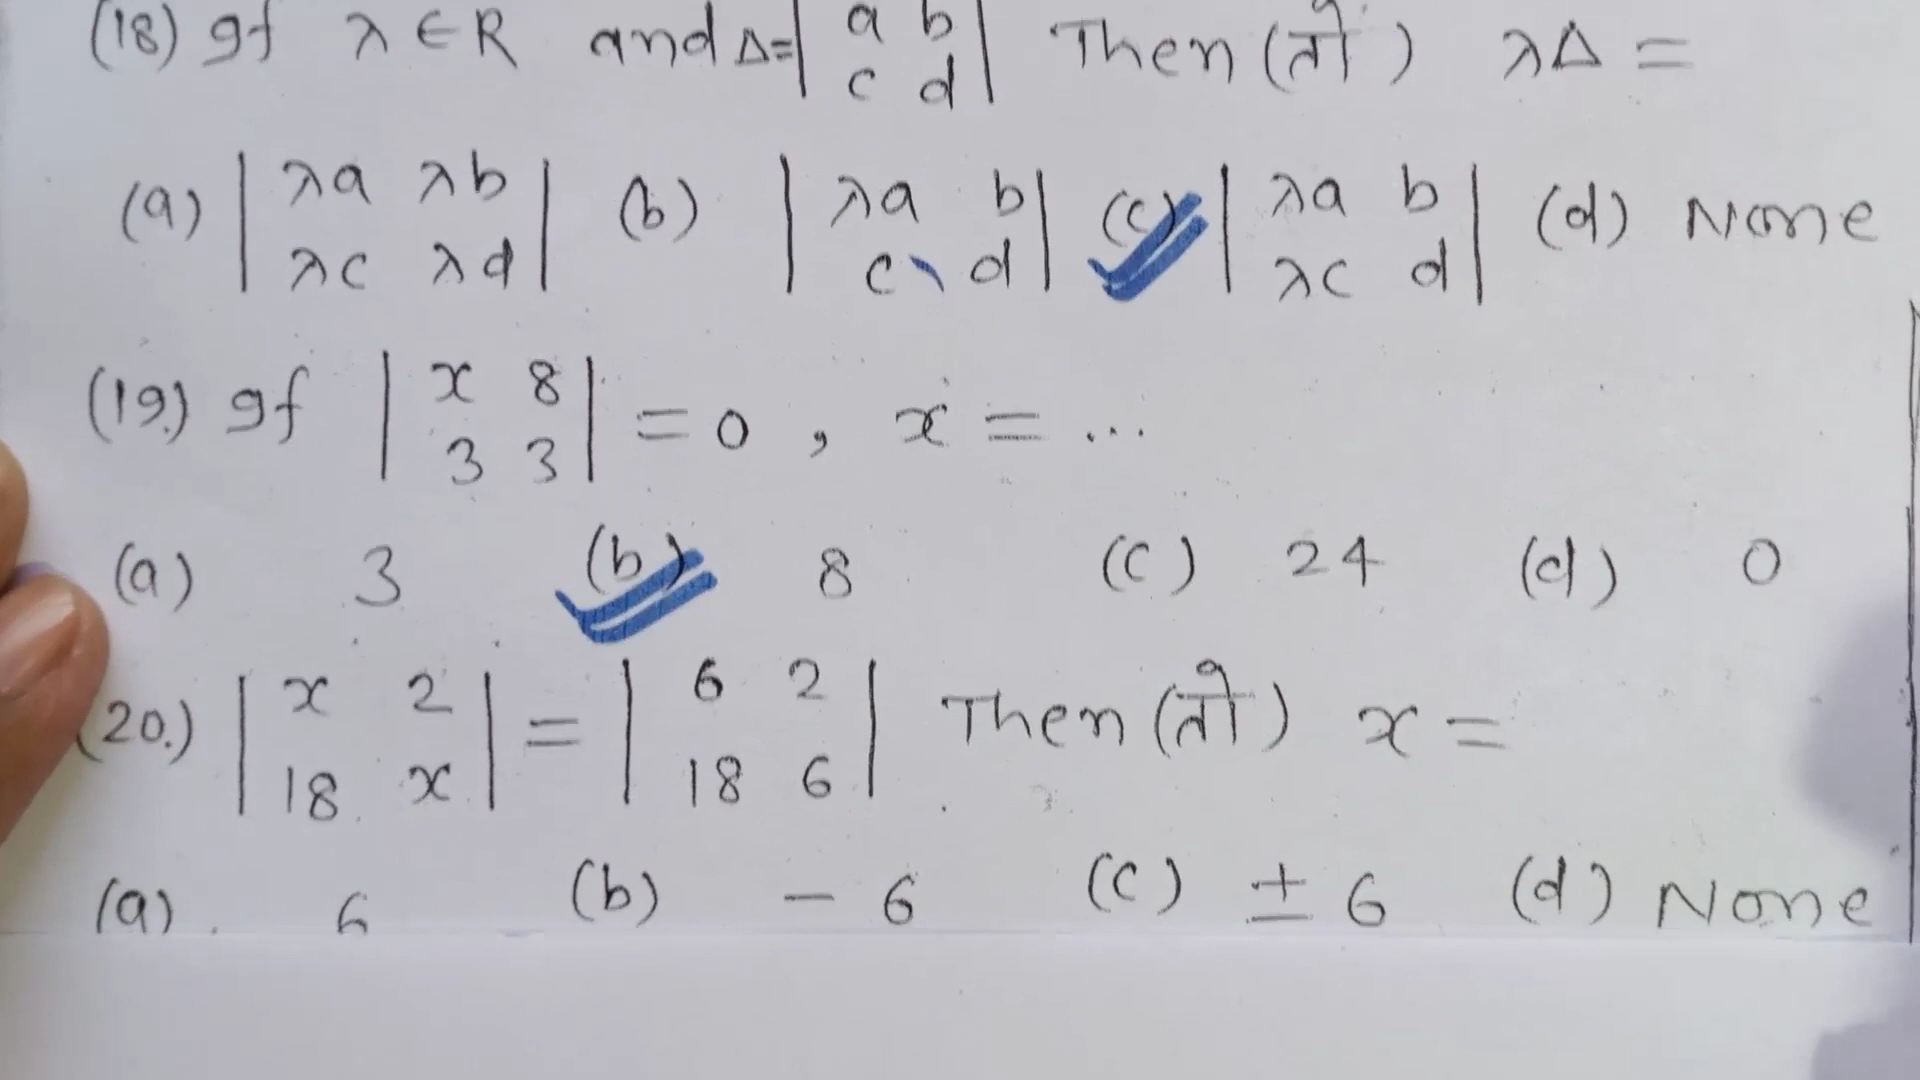 (18) If λ ∈ R and Δ= | a b | Then (तो) λΔ =
| c d |
(a) | λa λb | (b) | λa b | (c) | λa b | (d) None
| λc λd | | c d | | λc d |
(19.) If | x 8 | = 0 , x = ...
| 3 3 |
(a) 3 (b) 8 (c) 24 (d) 0
(20.) | x 2 | = | 6 2 | Then (तो) x =
| 18 x | | 18 6 |
(a) 6 (b) - 6 (c) ± 6 (d) None